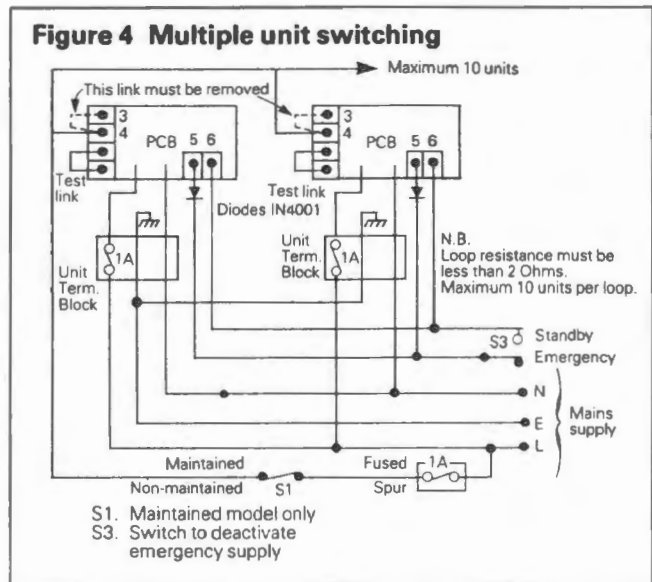 Figure 4 Multiple unit switching
Maximum 10 units
This link must be removed
3
4
PCB 5 6
Test
link
3
4
PCB 5 6
Test link
Diodes IN4001
1A
Unit
Term.
Block
Unit
Term.
Block
1A
N.B.
Loop resistance must be
less than 2 Ohms.
Maximum 10 units per loop.
S3 Standby
Emergency
N
E
L
Mains
supply
Maintained
Non-maintained
S1
Fused
Spur
1A
S1. Maintained model only
S3. Switch to deactivate
emergency supply